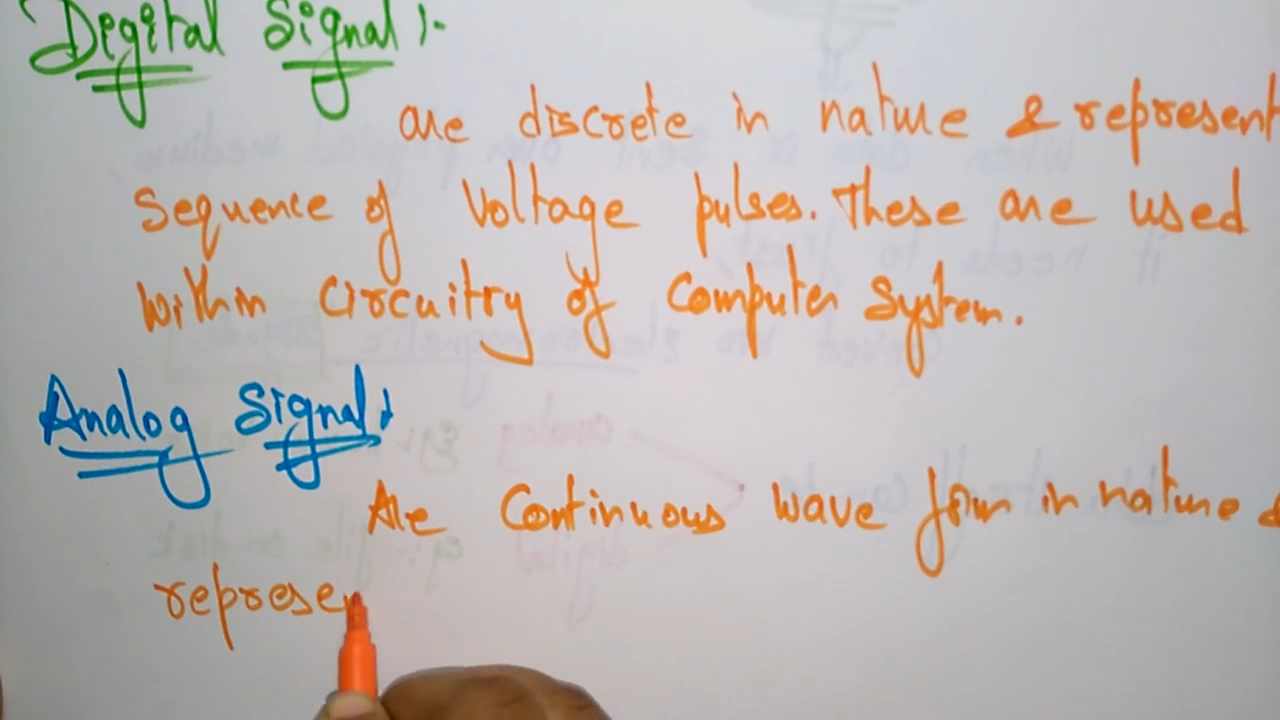 Digital Signal :-
are discrete in nature & represent
sequence of voltage pulses. These are used
within circuitry of computer system.
Analog Signal:
Are continuous wave form in nature &
represen